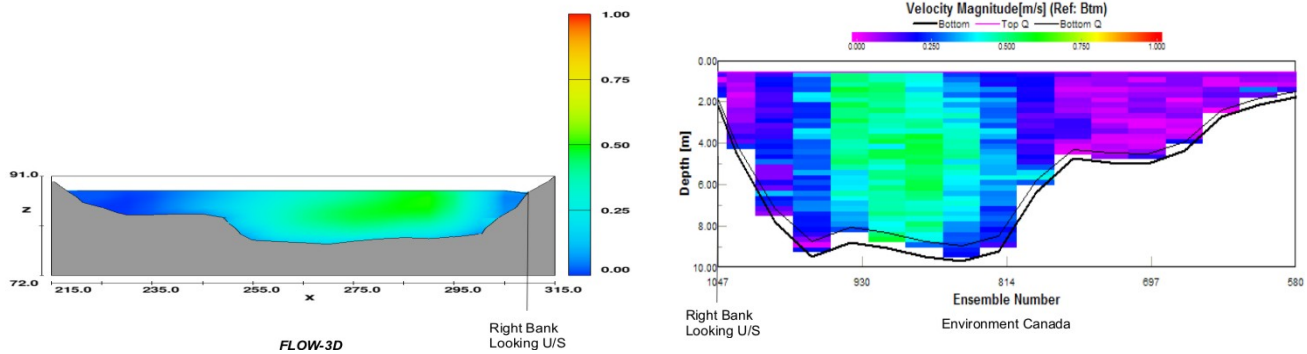 1.00
0.75
0.50
0.25
0.00
91.0
z
72.0
215.0 235.0 255.0 275.0 295.0 315.0
x
Right Bank
Looking U/S
FLOW-3D
Velocity Magnitude[m/s] (Ref: Btm)
Bottom Top Q Bottom Q
0.000 0.250 0.500 0.750 1.000
0.00
2.00
4.00
6.00
8.00
10.00
Depth [m]
1047 930 814 697 580
Ensemble Number
Right Bank
Looking U/S
Environment Canada